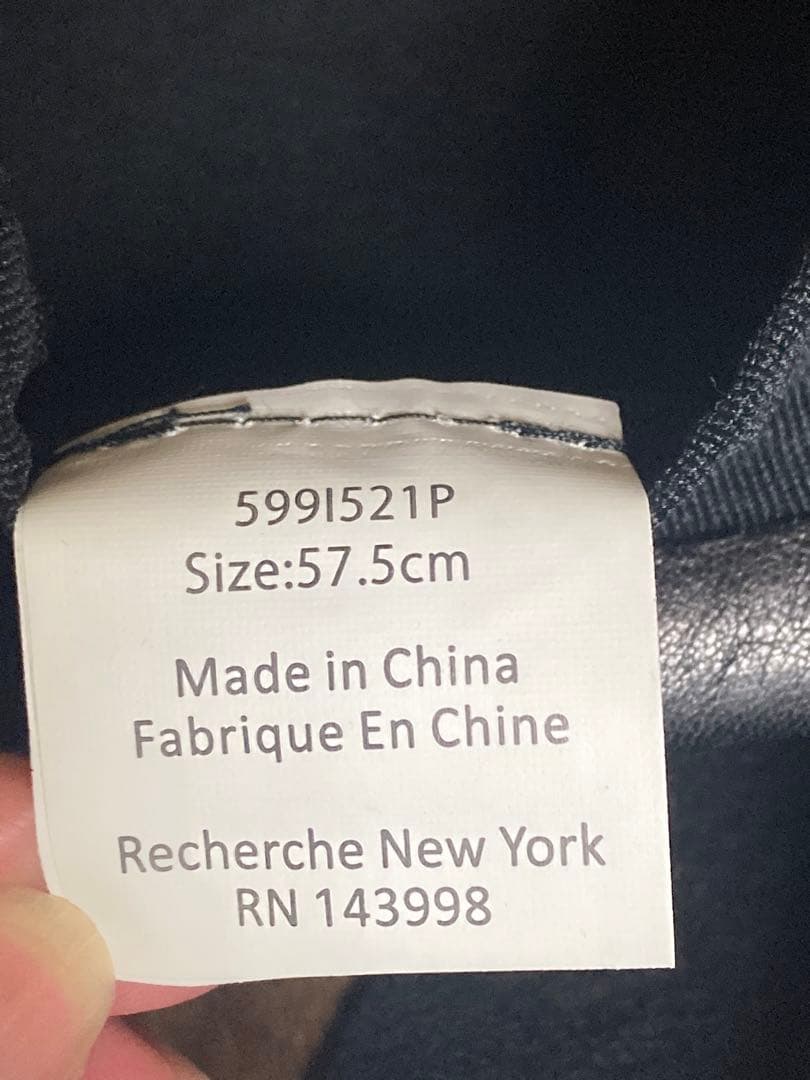 599I521P
Size:57.5cm
Made in China
Fabrique En Chine
Recherche New York
RN 143998